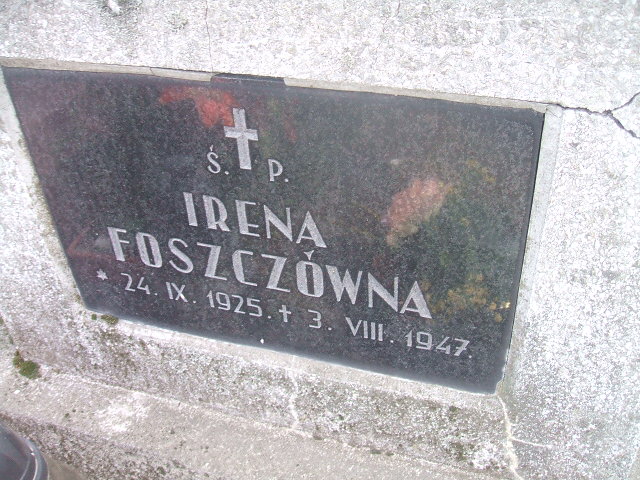 Ś. P.
IRENA
FOSZCZÓWNA
* 24. IX. 1925. † 3. VIII. 1947.